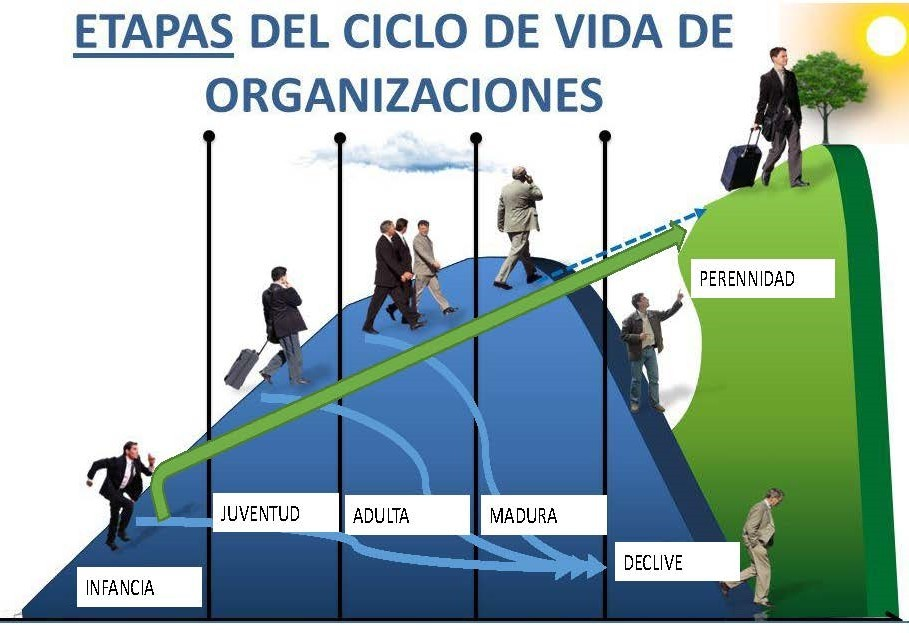 ETAPAS DEL CICLO DE VIDA DE
ORGANIZACIONES
PERENNIDAD
JUVENTUD
ADULTA
MADURA
DECLIVE
INFANCIA